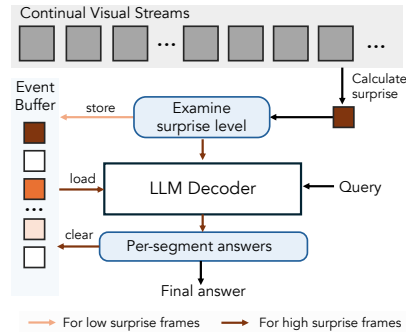 Continual Visual Streams
...
...
Calculate
surprise
Event
Buffer
store
Examine
surprise level
load
LLM Decoder
Query
...
clear
Per-segment answers
Final answer
For low surprise frames
For high surprise frames